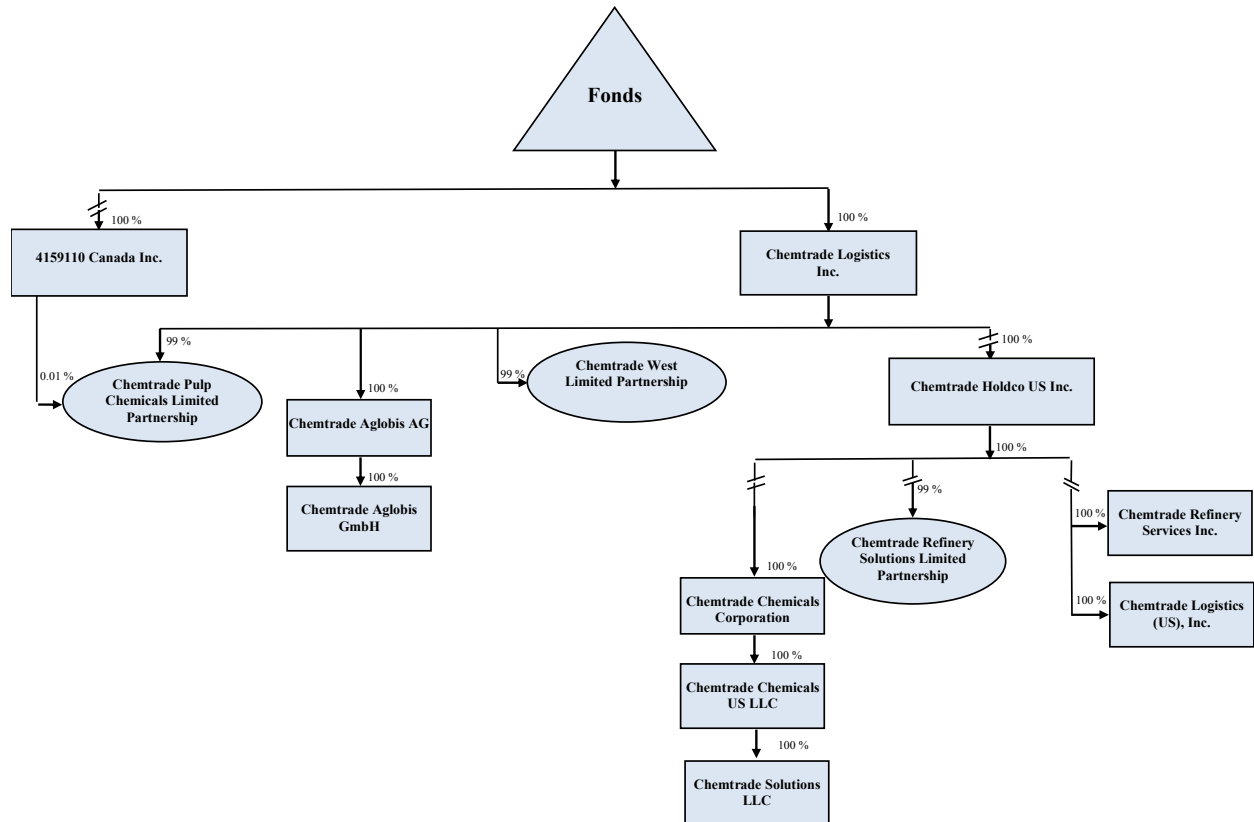 Fonds
100 %
100 %
4159110 Canada Inc.
Chemtrade Logistics
Inc.
99 %
100 %
0.01 %
Chemtrade Pulp
Chemicals Limited
Partnership
100 %
Chemtrade Aglobis AG
99 %
Chemtrade West
Limited Partnership
Chemtrade Holdco US Inc.
100 %
100 %
Chemtrade Aglobis
GmbH
99 %
Chemtrade Refinery
Solutions Limited
Partnership
100 %
Chemtrade Refinery
Services Inc.
100 %
Chemtrade Chemicals
Corporation
100 %
Chemtrade Logistics
(US), Inc.
100 %
Chemtrade Chemicals
US LLC
100 %
Chemtrade Solutions
LLC